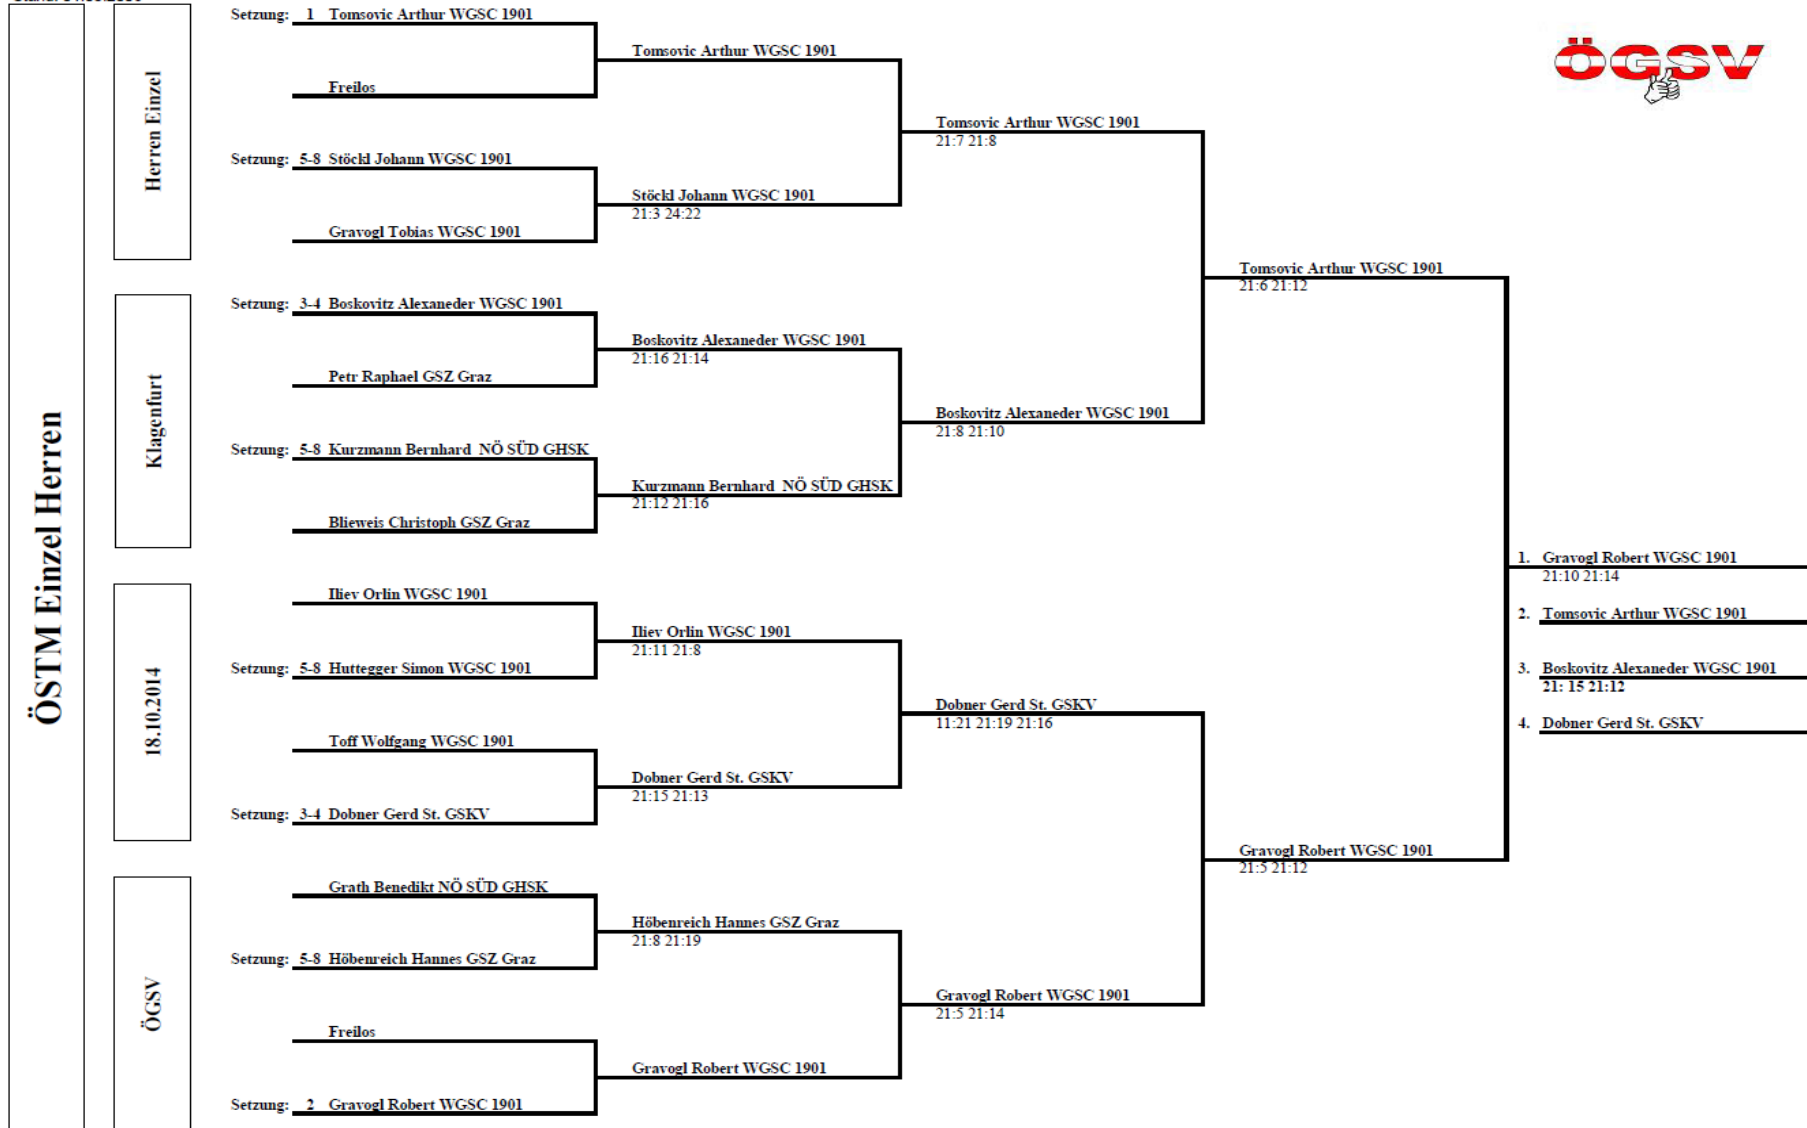 ÖSTM Einzel Herren
Herren Einzel
Klagenfurt
18.10.2014
ÖGSV
ÖGSV
Setzung: 1 Tomsovic Arthur WGSC 1901
Freilos
Setzung: 5-8 Stöckl Johann WGSC 1901
Gravogl Tobias WGSC 1901
Setzung: 3-4 Boskovitz Alexaneder WGSC 1901
Petr Raphael GSZ Graz
Setzung: 5-8 Kurzmann Bernhard NÖ SÜD GHSK
Blieweis Christoph GSZ Graz
Iliev Orlin WGSC 1901
Setzung: 5-8 Huttegger Simon WGSC 1901
Toff Wolfgang WGSC 1901
Setzung: 3-4 Dobner Gerd St. GSKV
Grath Benedikt NÖ SÜD GHSK
Setzung: 5-8 Höbenreich Hannes GSZ Graz
Freilos
Setzung: 2 Gravogl Robert WGSC 1901
Tomsovic Arthur WGSC 1901
Stöckl Johann WGSC 1901
21:3 24:22
Boskovitz Alexaneder WGSC 1901
21:16 21:14
Kurzmann Bernhard NÖ SÜD GHSK
21:12 21:16
Iliev Orlin WGSC 1901
21:11 21:8
Dobner Gerd St. GSKV
21:15 21:13
Höbenreich Hannes GSZ Graz
21:8 21:19
Gravogl Robert WGSC 1901
Tomsovic Arthur WGSC 1901
21:7 21:8
Boskovitz Alexaneder WGSC 1901
21:8 21:10
Dobner Gerd St. GSKV
11:21 21:19 21:16
Gravogl Robert WGSC 1901
21:5 21:14
Tomsovic Arthur WGSC 1901
21:6 21:12
Gravogl Robert WGSC 1901
21:5 21:12
1. Gravogl Robert WGSC 1901
21:10 21:14
2. Tomsovic Arthur WGSC 1901
3. Boskovitz Alexaneder WGSC 1901
21: 15 21:12
4. Dobner Gerd St. GSKV